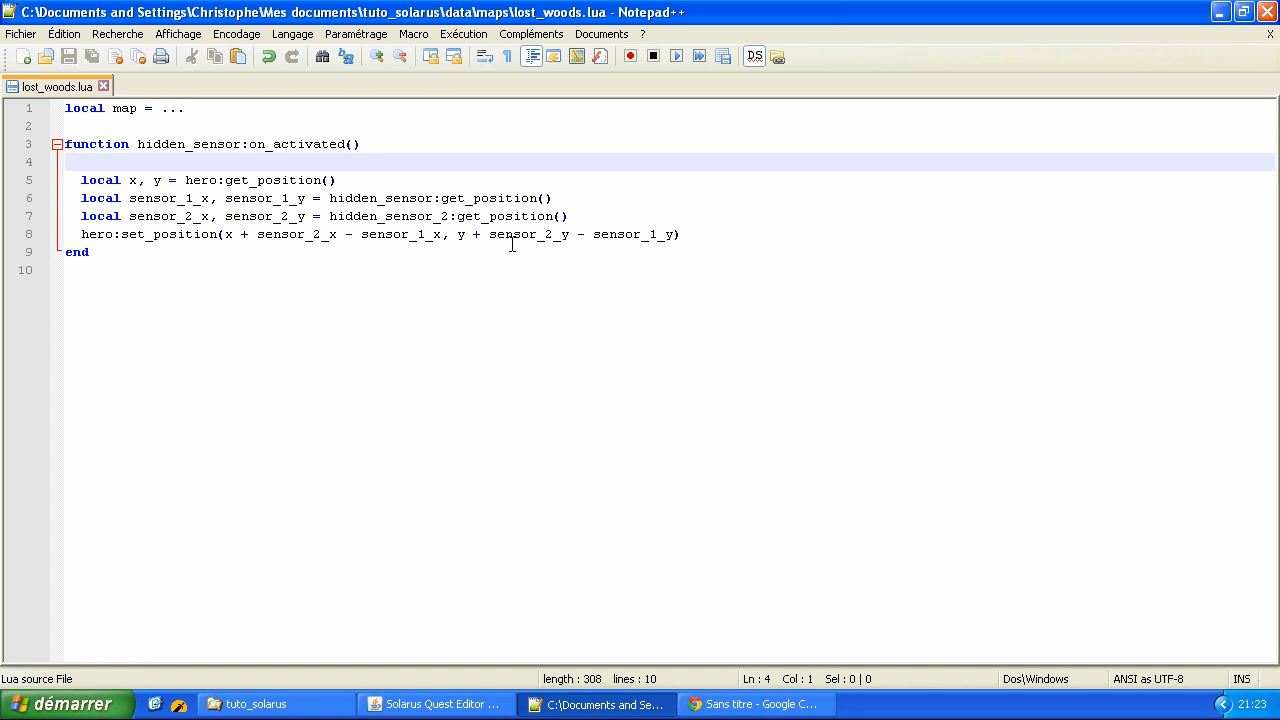 C:\Documents and Settings\Christophe\Mes documents\tuto_solarus\data\maps\lost_woods.lua - Notepad++
Fichier Édition Recherche Affichage Encodage Langage Paramétrage Macro Exécution Compléments Documents ? X
lost_woods.lua
1 local map = ...
2
3 function hidden_sensor:on_activated()
4
5 local x, y = hero:get_position()
6 local sensor_1_x, sensor_1_y = hidden_sensor:get_position()
7 local sensor_2_x, sensor_2_y = hidden_sensor_2:get_position()
8 hero:set_position(x + sensor_2_x - sensor_1_x, y + sensor_2_y - sensor_1_y)
9 end
10
Lua source File length : 308 lines : 10 Ln : 4 Col : 1 Sel : 0 | 0 Dos\Windows ANSI as UTF-8 INS
démarrer tuto_solarus Solarus Quest Editor ... C:\Documents and Se... Sans titre - Google C... 21:23